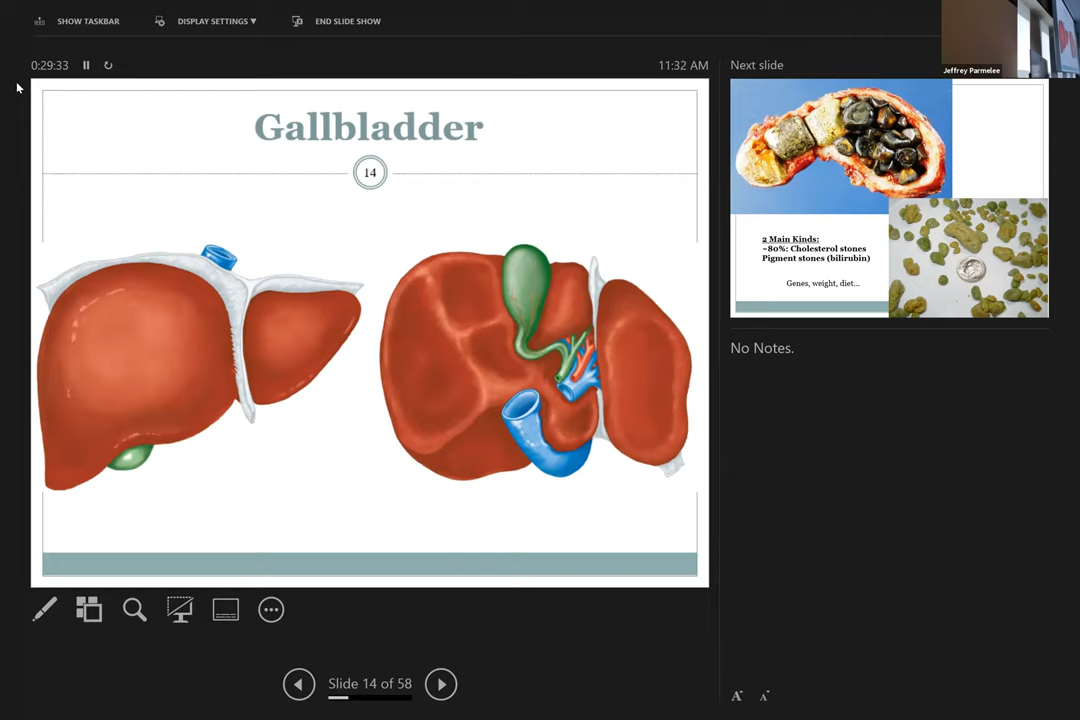 SHOW TASKBAR
DISPLAY SETTINGS ▼
END SLIDE SHOW
Jeffrey Parmelee
0:29:33
11:32 AM
Next slide
Gallbladder
14
2 Main Kinds:
~80%: Cholesterol stones
Pigment stones (bilirubin)
Genes, weight, diet...
No Notes.
Slide 14 of 58
A A